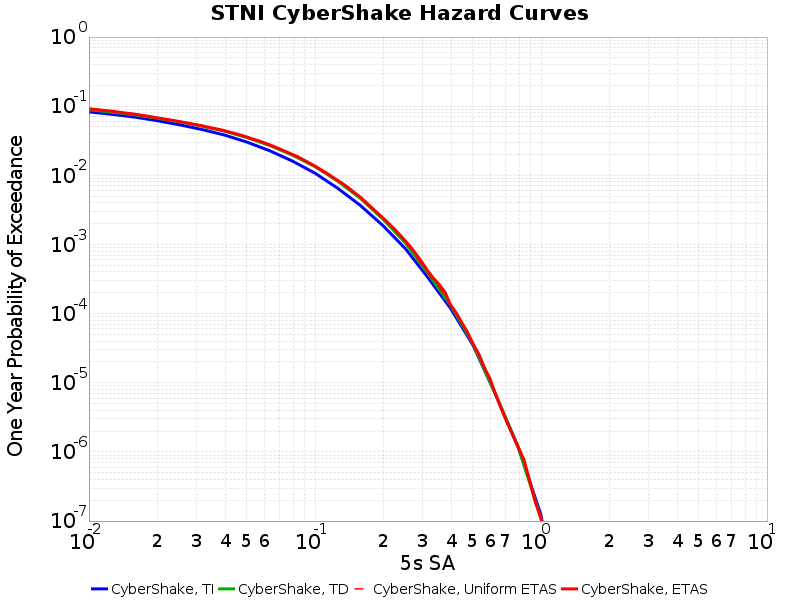 STNI CyberShake Hazard Curves
One Year Probability of Exceedance
10^0
10^-1
10^-2
10^-3
10^-4
10^-5
10^-6
10^-7
10^-2 2 3 4 5 6 10^-1 2 3 4 5 6 7 10^0 2 3 4 5 6 7 10^1
5s SA
CyberShake, TI CyberShake, TD CyberShake, Uniform ETAS CyberShake, ETAS